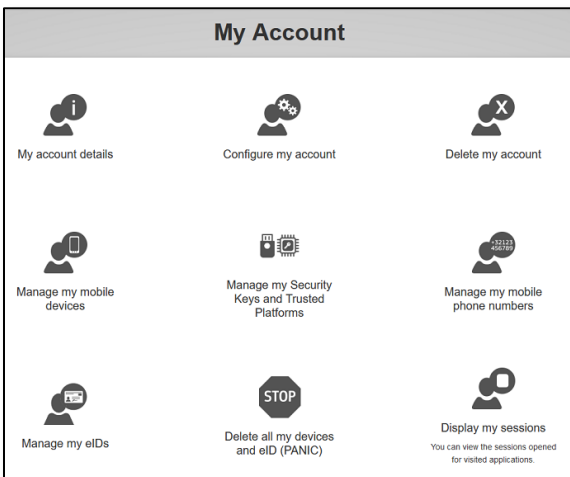 My Account
i
X
My account details
Configure my account
Delete my account
+32123
456789
Manage my mobile
devices
Manage my Security
Keys and Trusted
Platforms
Manage my mobile
phone numbers
STOP
Manage my eIDs
Delete all my devices
and eID (PANIC)
Display my sessions
You can view the sessions opened
for visited applications.